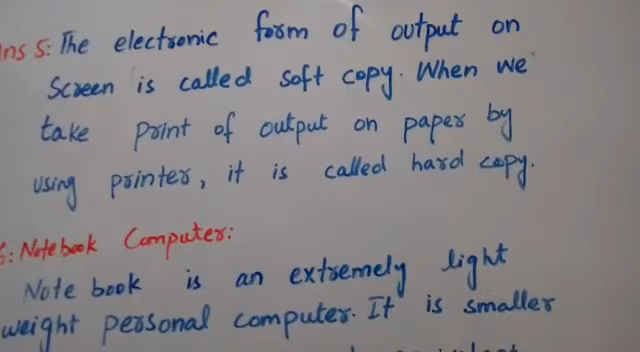 Ans 5: The electronic form of output on
Screen is called soft copy. When we
take print of output on paper by
using printer, it is called hard copy.
6: Notebook Computer:
Note book is an extremely light
weight personal computer. It is smaller